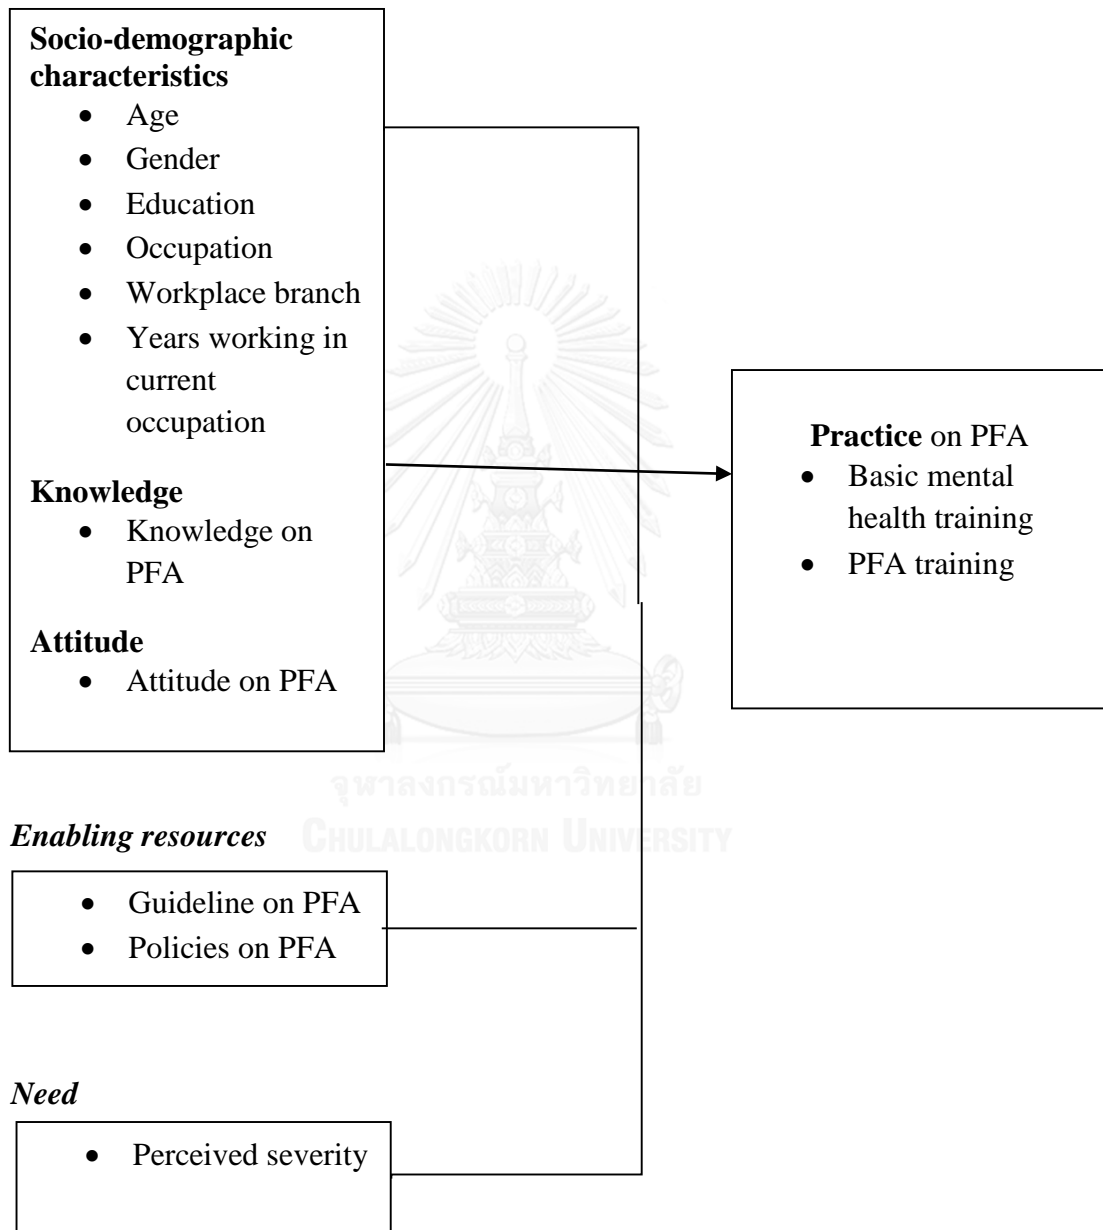 Socio-demographic
characteristics
• Age
• Gender
• Education
• Occupation
• Workplace branch
• Years working in
current
occupation
Knowledge
• Knowledge on
PFA
Attitude
• Attitude on PFA
Practice on PFA
• Basic mental
health training
• PFA training
จุฬาลงกรณ์มหาวิทยาลัย
CHULALONGKORN UNIVERSITY
Enabling resources
• Guideline on PFA
• Policies on PFA
Need
• Perceived severity